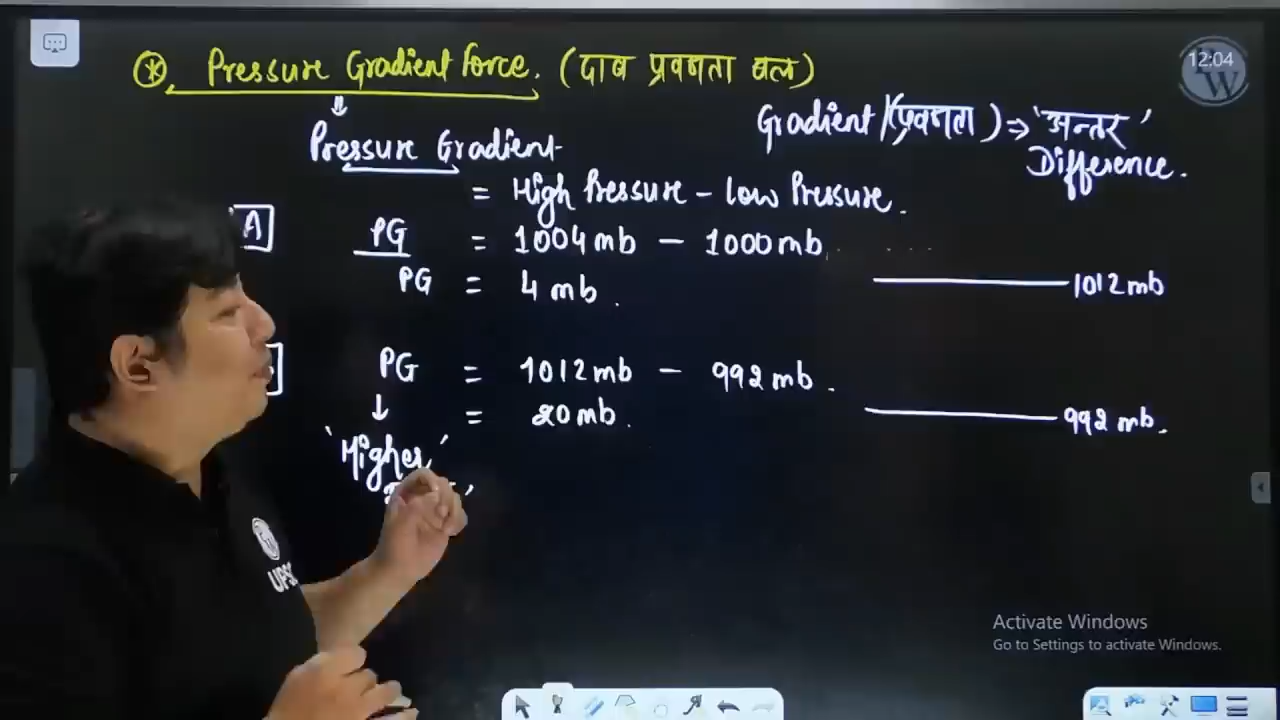 ⊛ Pressure Gradient Force. (दाब प्रवणता बल)
12:04
⇓
Gradient/(प्रवणता) ⇒ 'अन्तर'
Difference.
Pressure Gradient
= High Pressure - Low Pressure.
A] PG = 1004 mb - 1000 mb
PG = 4 mb.
1012 mb
] PG = 1012 mb - 992 mb.
↓ = 20 mb.
992 mb.
'Higher'
UPS
Activate Windows
Go to Settings to activate Windows.